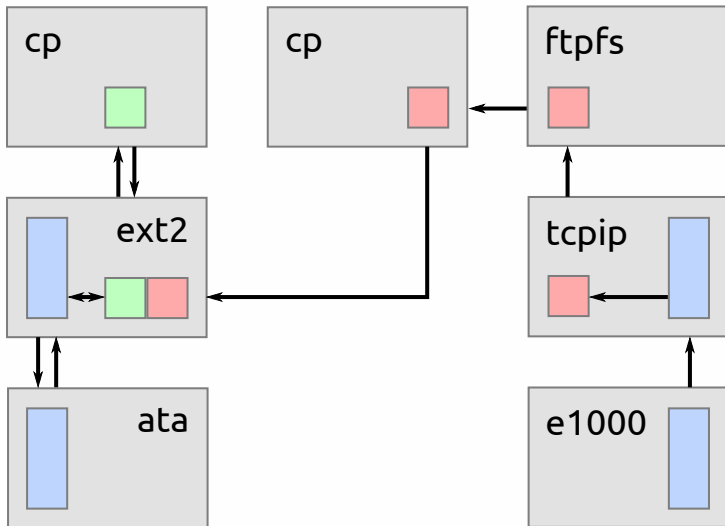 cp
cp
ftpfs
ext2
tcpip
ata
e1000